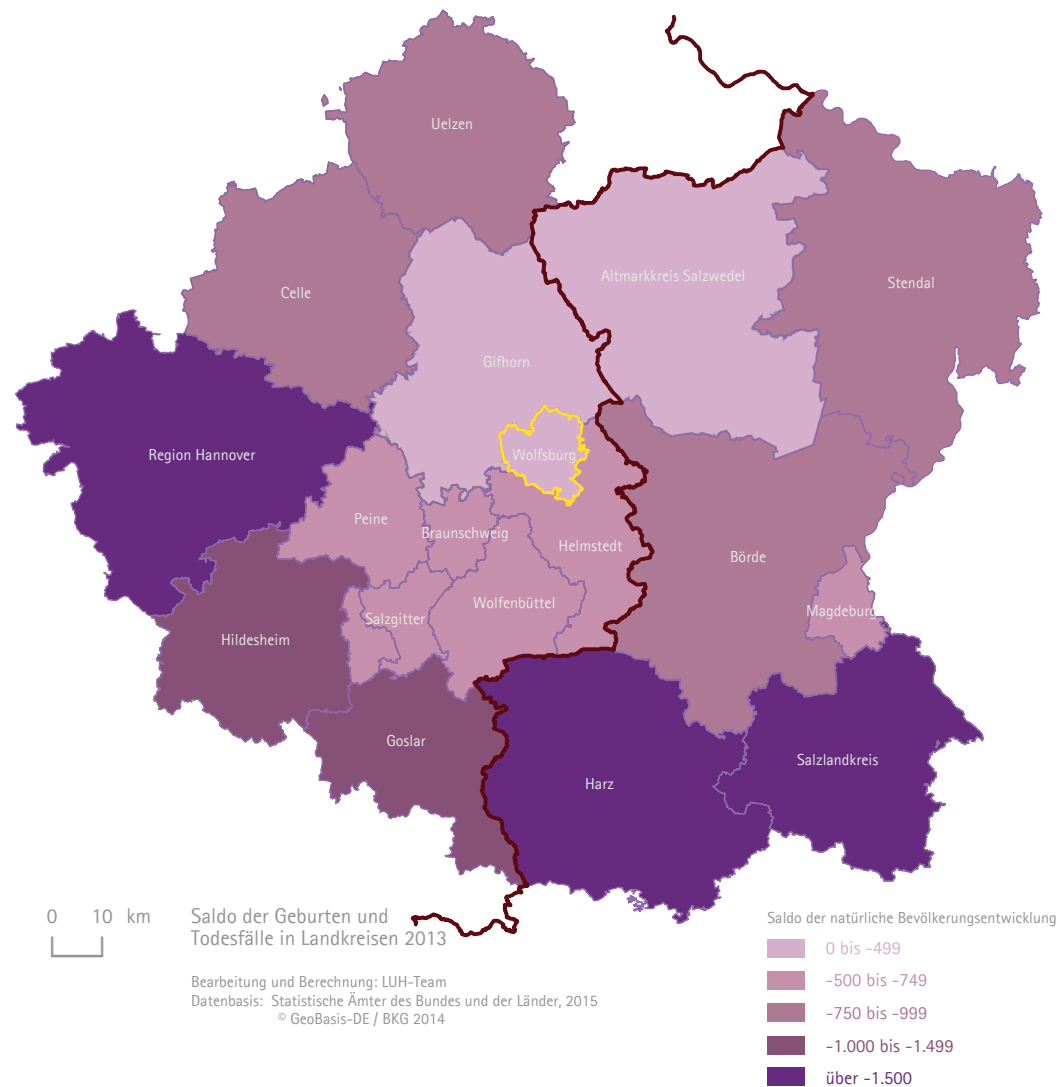 Uelzen
Altmarkkreis Salzwedel
Stendal
Celle
Gifhorn
Region Hannover
Wolfsburg
Peine
Braunschweig
Helmstedt
Börde
Wolfenbüttel
Magdeburg
Salzgitter
Hildesheim
Goslar
Salzlandkreis
Harz
0 10 km
Saldo der Geburten und
Todesfälle in Landkreisen 2013
Bearbeitung und Berechnung: LUH-Team
Datenbasis: Statistische Ämter des Bundes und der Länder, 2015
© GeoBasis-DE / BKG 2014
Saldo der natürliche Bevölkerungsentwicklung
0 bis -499
-500 bis -749
-750 bis -999
-1.000 bis -1.499
über -1.500